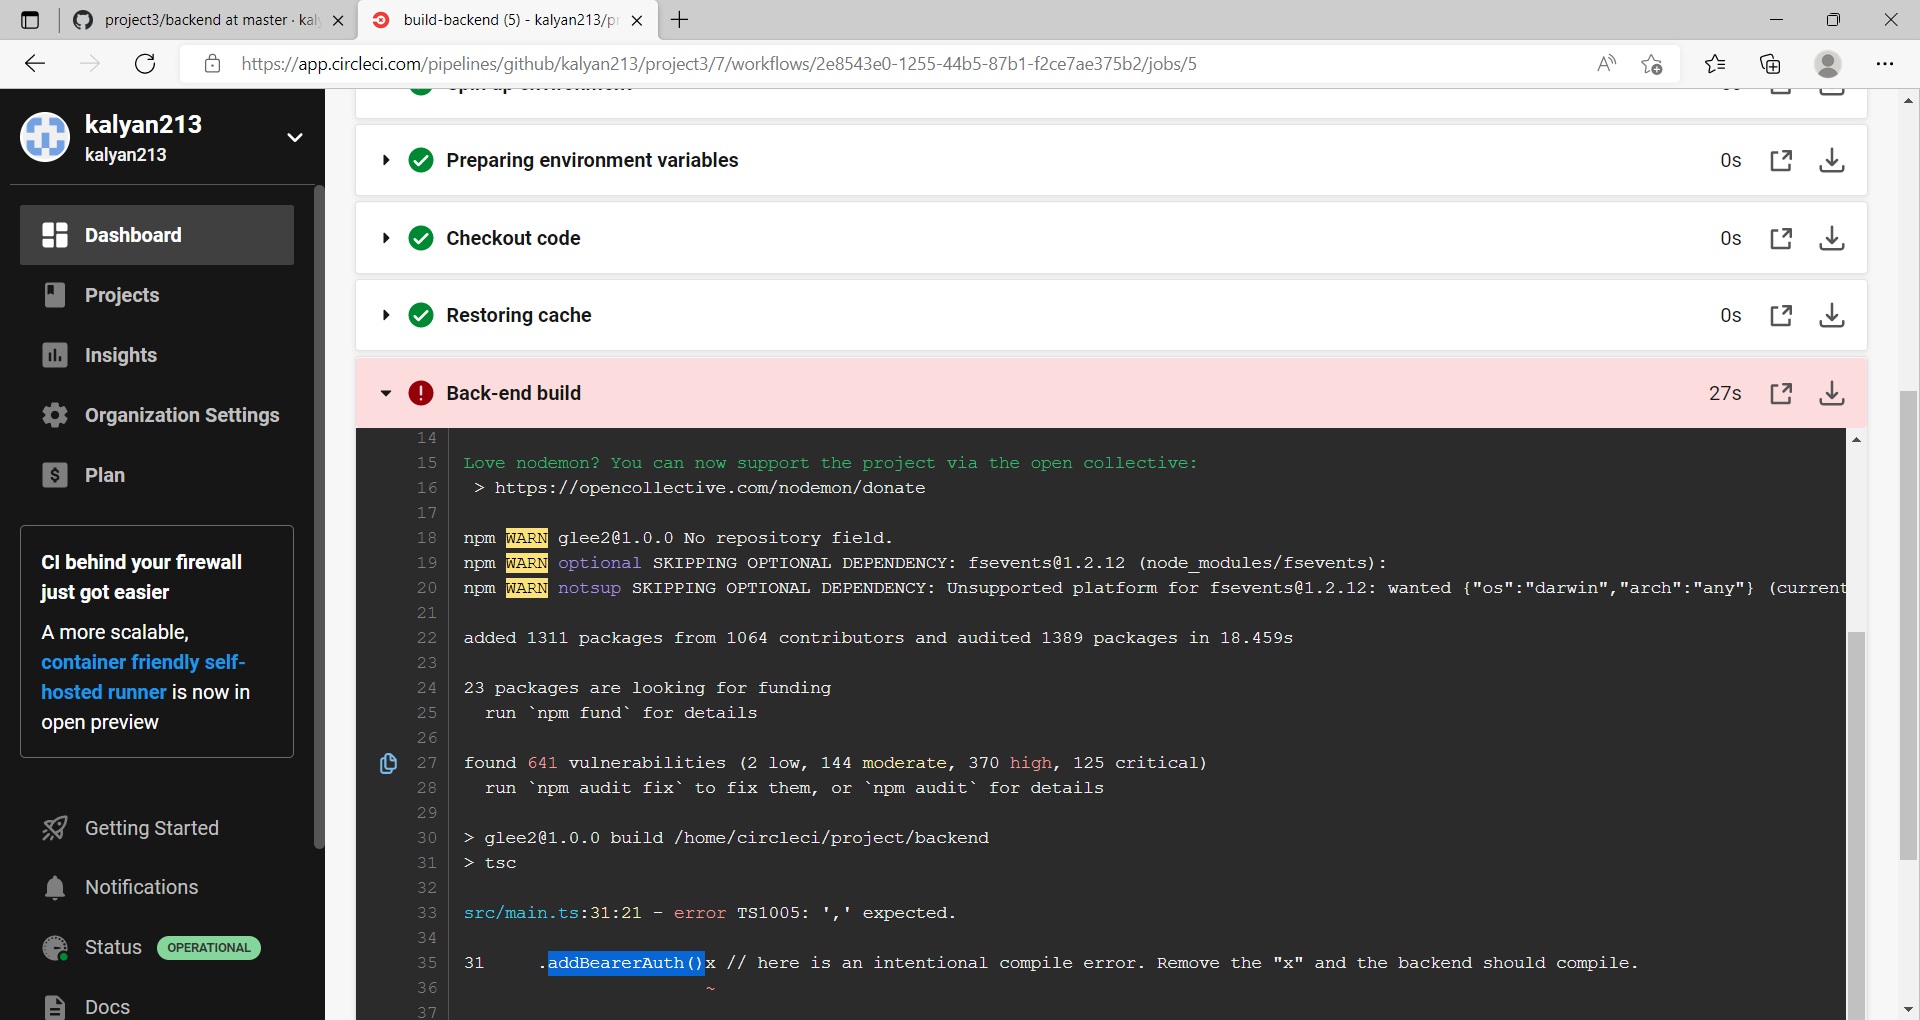 project3/backend at master · kal
build-backend (5) - kalyan213/pr
https://app.circleci.com/pipelines/github/kalyan213/project3/7/workflows/2e8543e0-1255-44b5-87b1-f2ce7ae375b2/jobs/5
kalyan213
kalyan213
Dashboard
Projects
Insights
Organization Settings
$ Plan
CI behind your firewall
just got easier
A more scalable,
container friendly self-
hosted runner is now in
open preview
Getting Started
Notifications
Status OPERATIONAL
Docs
Spin up environment
Preparing environment variables 0s
Checkout code 0s
Restoring cache 0s
! Back-end build 27s
14
15 Love nodemon? You can now support the project via the open collective:
16 > https://opencollective.com/nodemon/donate
17
18 npm WARN glee2@1.0.0 No repository field.
19 npm WARN optional SKIPPING OPTIONAL DEPENDENCY: fsevents@1.2.12 (node_modules/fsevents):
20 npm WARN notsup SKIPPING OPTIONAL DEPENDENCY: Unsupported platform for fsevents@1.2.12: wanted {"os":"darwin","arch":"any"} (current
21
22 added 1311 packages from 1064 contributors and audited 1389 packages in 18.459s
23
24 23 packages are looking for funding
25 run `npm fund` for details
26
27 found 641 vulnerabilities (2 low, 144 moderate, 370 high, 125 critical)
28 run `npm audit fix` to fix them, or `npm audit` for details
29
30 > glee2@1.0.0 build /home/circleci/project/backend
31 > tsc
32
33 src/main.ts:31:21 - error TS1005: ',' expected.
34
35 31 .addBearerAuth()x // here is an intentional compile error. Remove the "x" and the backend should compile.
36 ~
37